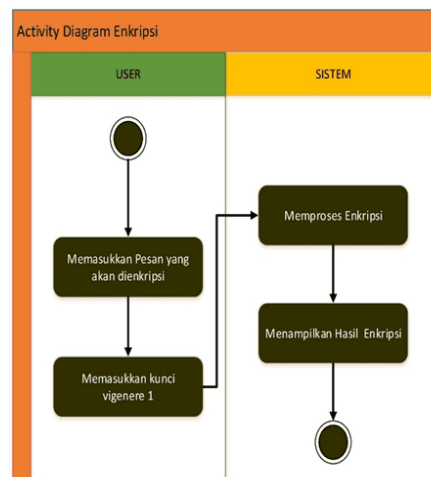 Activity Diagram Enkripsi
USER
SISTEM
Memasukkan Pesan yang
akan dienkripsi
Memasukkan kunci
vigenere 1
Memproses Enkripsi
Menampilkan Hasil Enkripsi